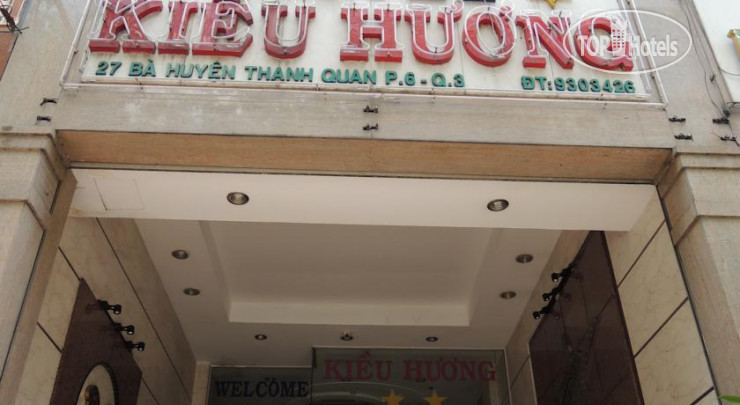 KIỀU HƯƠNG
27 BÀ HUYỆN THANH QUAN P.6 - Q.3 ĐT:9303426
TOP Hotels
KIỀU HƯƠNG
WELCOME